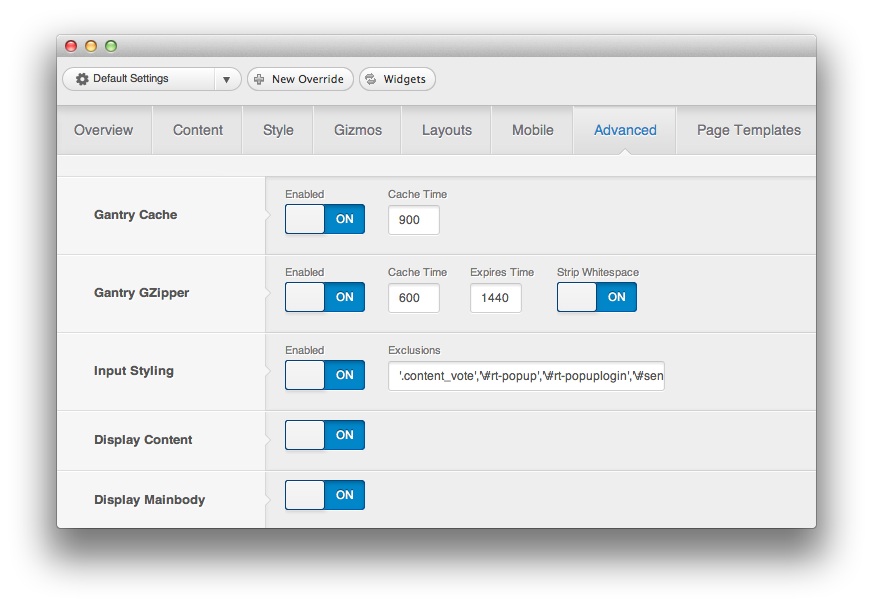 Default Settings ▼ New Override Widgets
Overview Content Style Gizmos Layouts Mobile Advanced Page Templates
Enabled Cache Time
Gantry Cache ON 900
Enabled Cache Time Expires Time Strip Whitespace
Gantry GZipper ON 600 1440 ON
Enabled Exclusions
Input Styling ON '.content_vote','\#rt-popup','\#rt-popuplogin','\#sen
Display Content ON
Display Mainbody ON